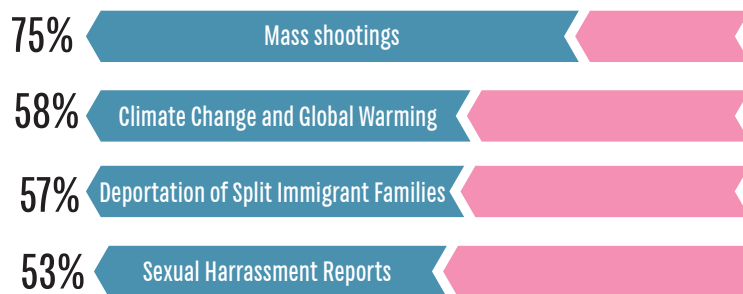 75% Mass shootings
58% Climate Change and Global Warming
57% Deportation of Split Immigrant Families
53% Sexual Harrassment Reports